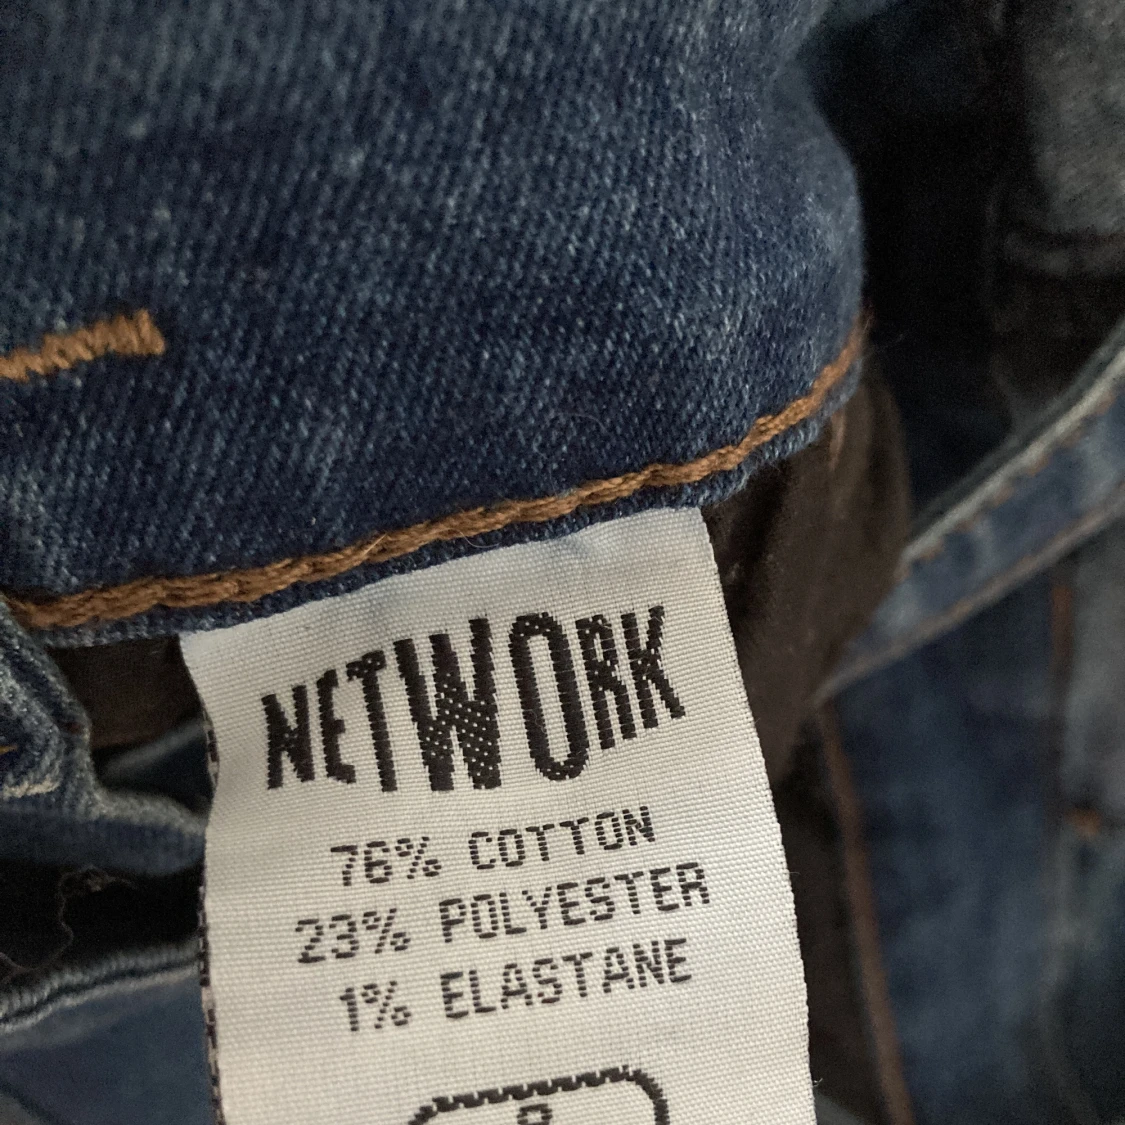 NETWORK
76% COTTON
23% POLYESTER
1% ELASTANE